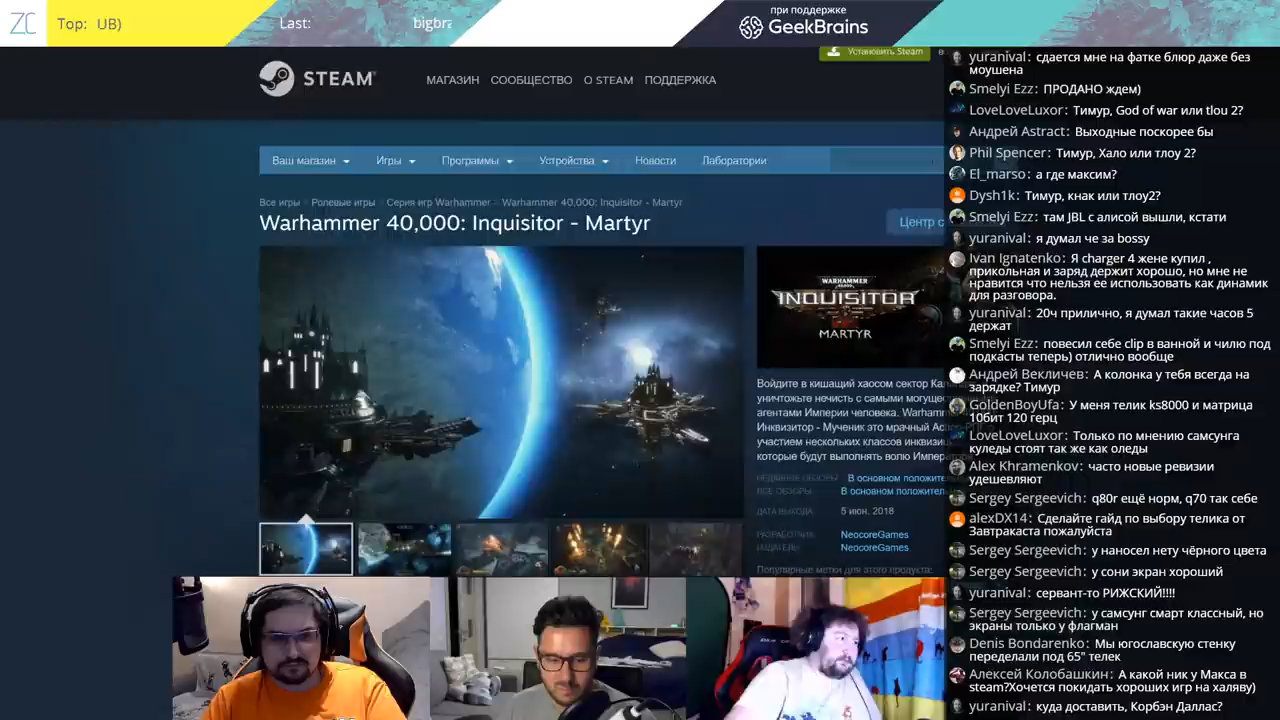 ZC
Top: UB)
Last:
bigbra
при поддержке
GeekBrains
STEAM
МАГАЗИН СООБЩЕСТВО О STEAM ПОДДЕРЖКА
Установить Steam
Ваш магазин Игры Программы Устройства Новости Лаборатории
Все игры Ролевые игры Серия игр Warhammer Warhammer 40,000: Inquisitor - Martyr
Warhammer 40,000: Inquisitor - Martyr
Центр с
WARHAMMER
40,000
INQUISITOR
MARTYR
Войдите в кишащий хаосом сектор
уничтожьте нечисть с самыми могуще
агентами Империи человека. Warhamm
Инквизитор - Мученик это мрачный
участием нескольких классов инквизи
которые будут выполнять волю Императ
НЕДАВНИЕ ОБЗОРЫ: В основном положител
ВСЕ ОБЗОРЫ: В основном положител
ДАТА ВЫХОДА: 5 июн. 2018
РАЗРАБОТЧИК: NeocoreGames
ИЗДАТЕЛЬ: NeocoreGames
Популярные метки для этого продукта:
yuranival: сдается мне на фатке блюр даже без
моушена
Smelyi Ezz: ПРОДАНО ждем)
LoveLoveLuxor: Тимур, God of war или tlou 2?
Андрей Astract: Выходные поскорее бы
Phil Spencer: Тимур, Хало или тлоу 2?
El_marso: а где максим?
Dysh1k: Тимур, кнак или тлоу2??
Smelyi Ezz: там JBL с алисой вышли, кстати
yuranival: я думал че за bossy
Ivan Ignatenko: Я charger 4 жене купил ,
прикольная и заряд держит хорошо, но мне не
нравится что нельзя ее использовать как динамик
для разговора.
yuranival: 20ч прилично, я думал такие часов 5
держат
Smelyi Ezz: повесил себе clip в ванной и чилю под
подкасты теперь) отлично вообще
Андрей Векличев: А колонка у тебя всегда на
зарядке? Тимур
GoldenBoyUfa: У меня телик ks8000 и матрица
10бит 120 герц
LoveLoveLuxor: Только по мнению самсунга
куледы стоят так же как оледы
Alex Khramenkov: часто новые ревизии
удешевляют
Sergey Sergeevich: q80r ещё норм, q70 так себе
alexDX14: Сделайте гайд по выбору телика от
Завтракаста пожалуйста
Sergey Sergeevich: у наносел нету чёрного цвета
Sergey Sergeevich: у сони экран хороший
yuranival: сервант-то РИЖСКИЙ!!!!
Sergey Sergeevich: у самсунг смарт классный, но
экраны только у флагман
Denis Bondarenko: Мы югославскую стенку
переделали под 65" телек
Алексей Колобашкин: А какой ник у Макса в
steam?Хочется покидать хороших игр на халяву)
yuranival: куда доставить, Корбэн Даллас?